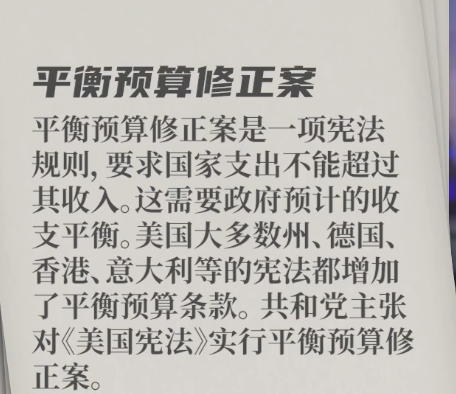 平衡预算修正案
平衡预算修正案是一项宪法
规则，要求国家支出不能超过
其收入。这需要政府预计的收
支平衡。美国大多数州、德国、
香港、意大利等的宪法都增加
了平衡预算条款。共和党主张
对《美国宪法》实行平衡预算修
正案。